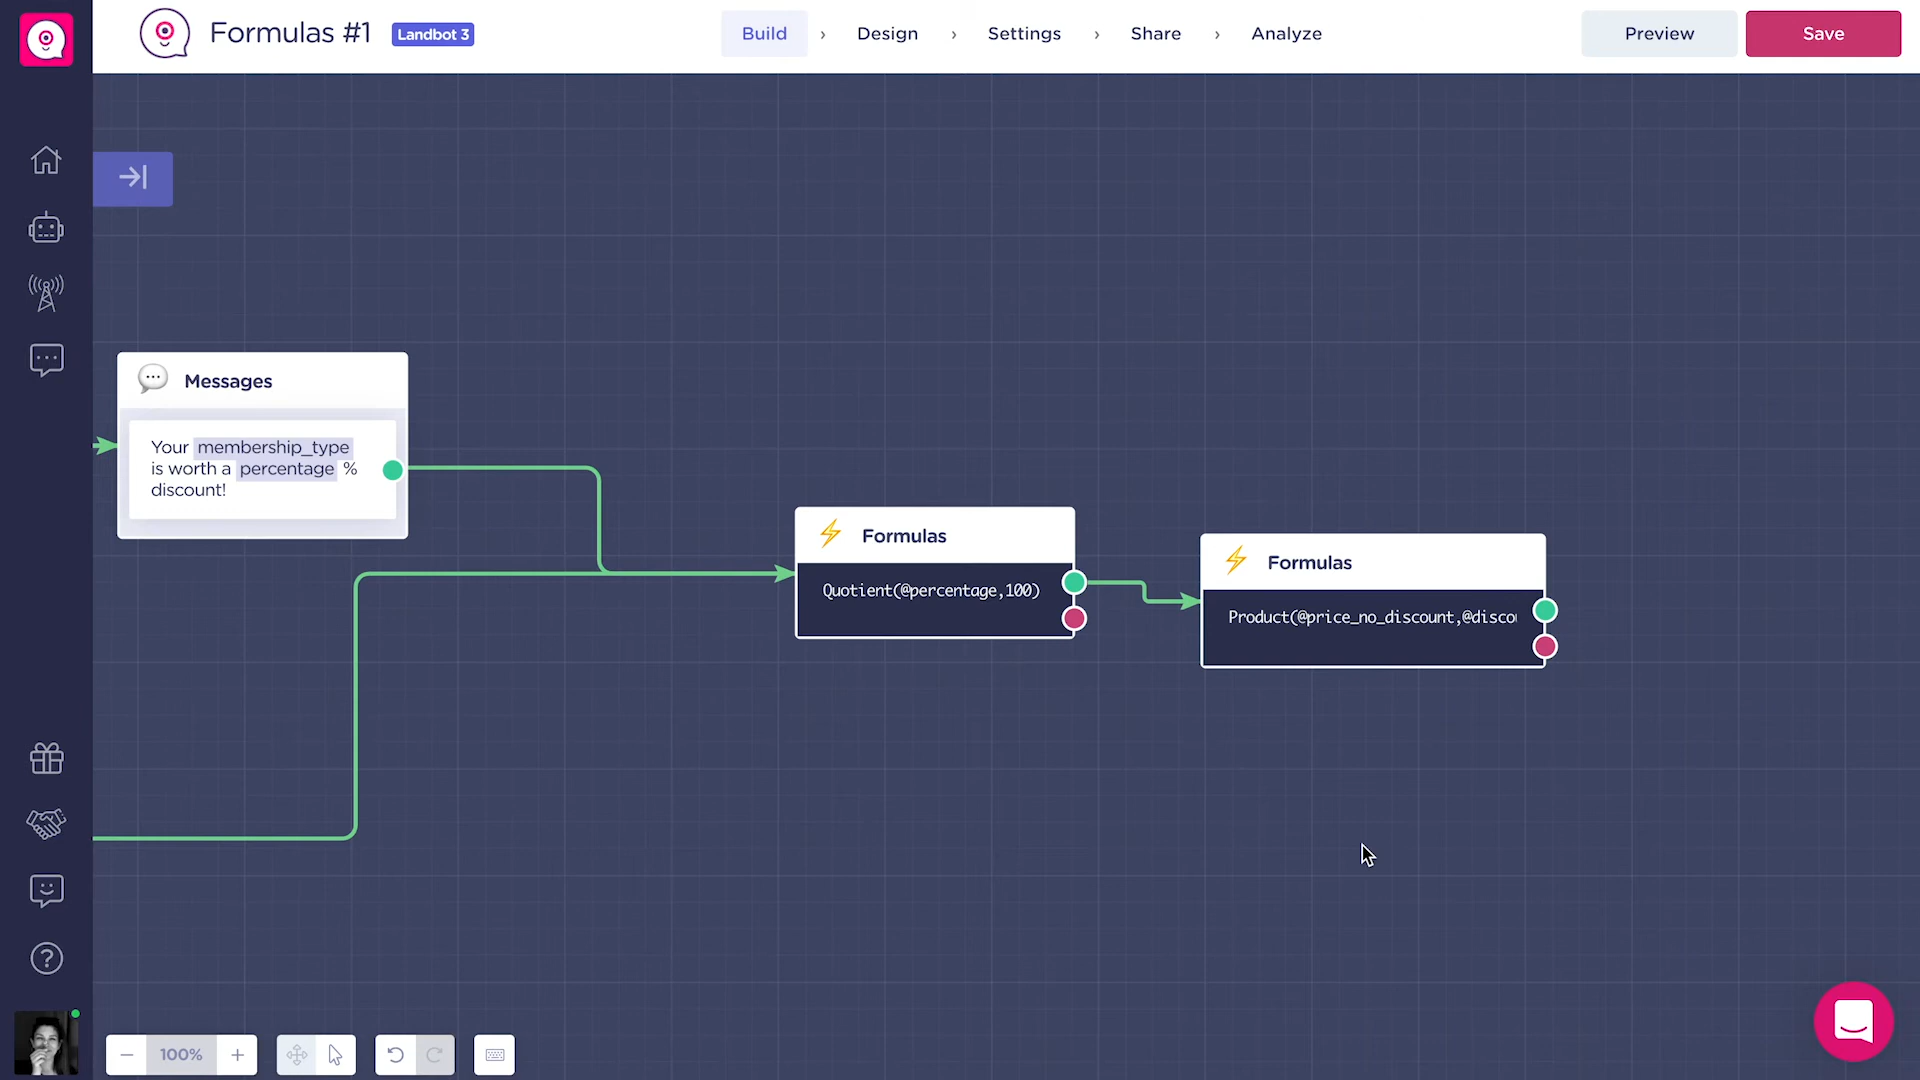 Formulas #1
Landbot 3
Build
Design
Settings
Share
Analyze
Preview
Save
Messages
Your membership_type
is worth a percentage %
discount!
Formulas
Quotient(@percentage,100)
Formulas
Product(@price_no_discount,@disco
100%